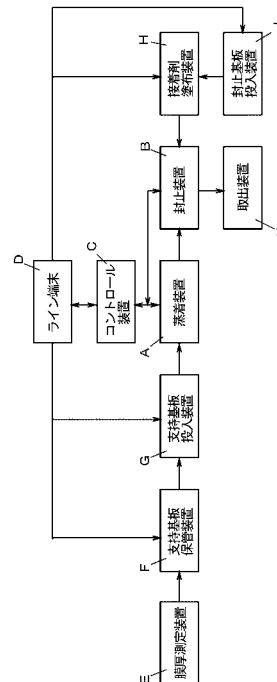 D
ライン端末
C
コントロール
装置
E
膜厚測定装置
F
支持基板
保管装置
G
支持基板
投入装置
A
蒸着装置
B
封止装置
H
接着剤
塗布装置
取出装置
封止基板
投入装置